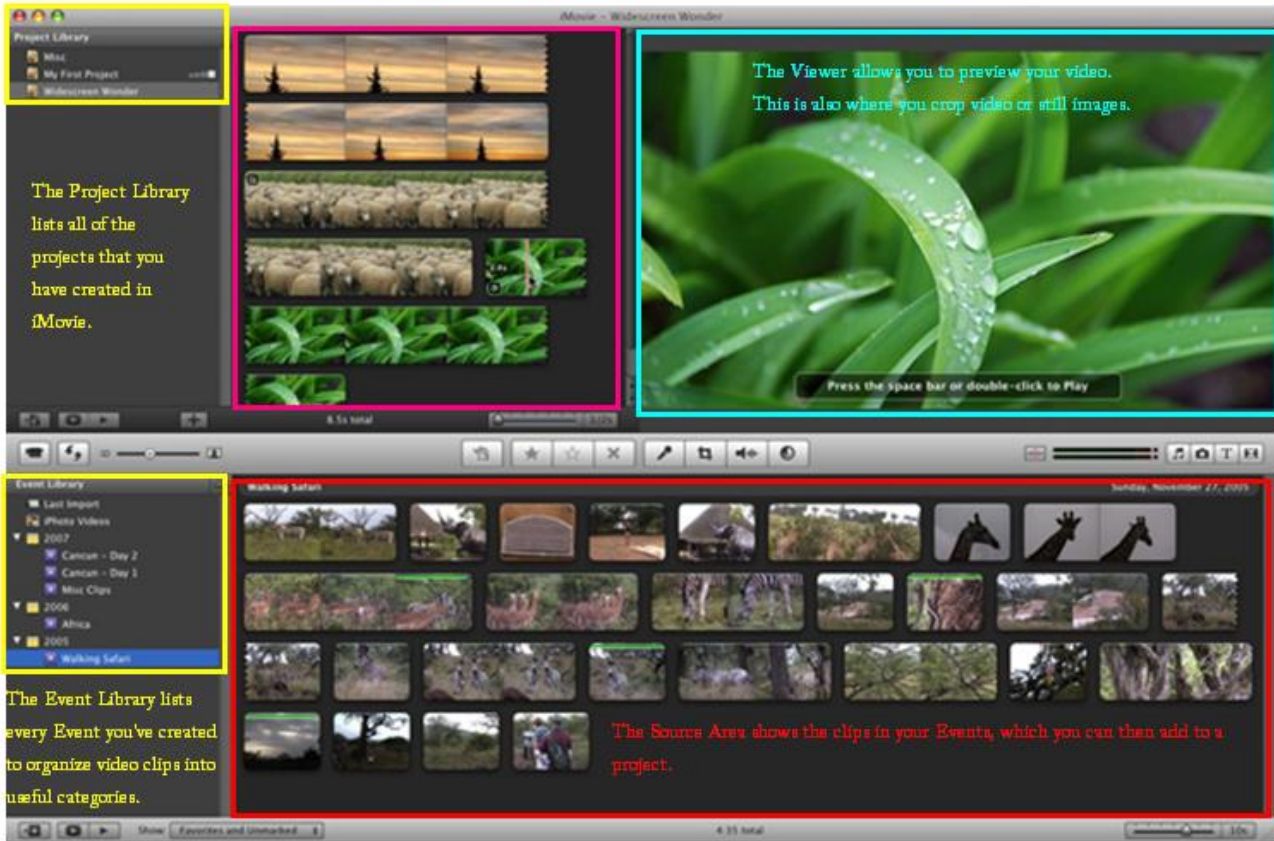 iMovie - Widescreen Wonder
Project Library
Misc
My First Project
Widescreen Wonder
The Project Library
lists all of the
projects that you
have created in
iMovie.
The Viewer allows you to preview your video.
This is also where you crop video or still images.
Press the space bar or double-click to Play
8.5s total
Event Library
Last Import
iPhoto Videos
2007
Cancun - Day 2
Cancun - Day 1
Misc Clips
2006
Africa
2005
Walking Safari
The Event Library lists
every Event you've created
to organize video clips into
useful categories.
Walking Safari
Sunday, November 27, 2005
The Source Area shows the clips in your Events, which you can then add to a
project.
Show: Favorites and Unmarked
4:35 total
10s